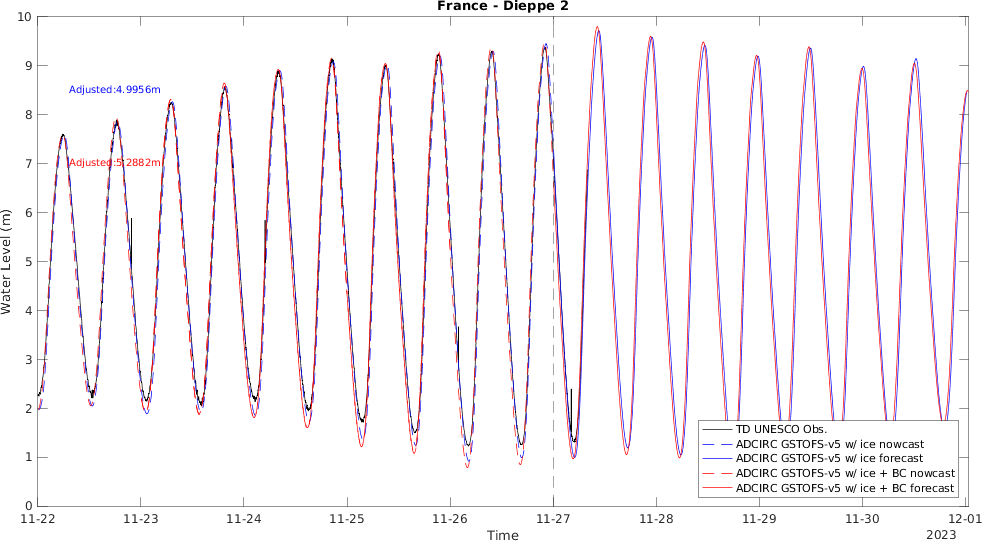 France - Dieppe 2
Water Level (m)
10
9
8
7
6
5
4
3
2
1
0
Adjusted:4.9956m
Adjusted:5.2882m
TD UNESCO Obs.
ADCIRC GSTOFS-v5 w/ ice nowcast
ADCIRC GSTOFS-v5 w/ ice forecast
ADCIRC GSTOFS-v5 w/ ice + BC nowcast
ADCIRC GSTOFS-v5 w/ ice + BC forecast
11-22 11-23 11-24 11-25 11-26 11-27 11-28 11-29 11-30 12-01
Time
2023